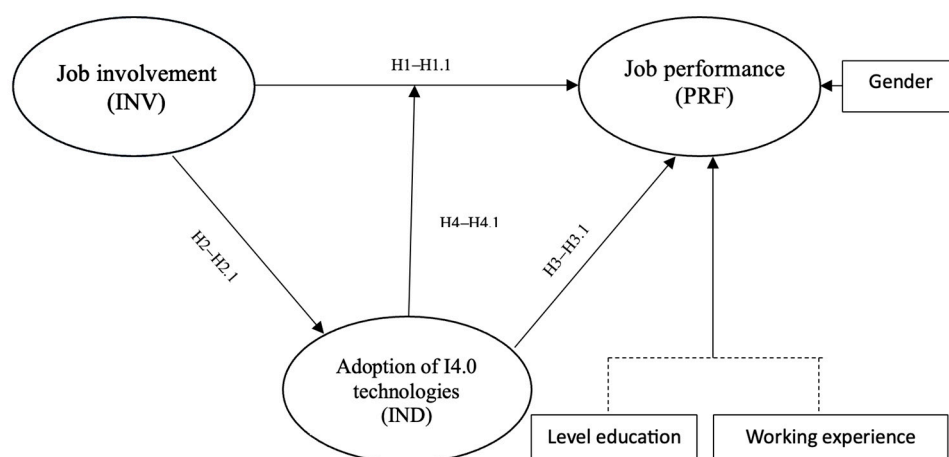 Job involvement
(INV)
H1–H1.1
Job performance
(PRF)
Gender
H2–H2.1
H4–H4.1
H3–H3.1
Adoption of I4.0
technologies
(IND)
Level education
Working experience